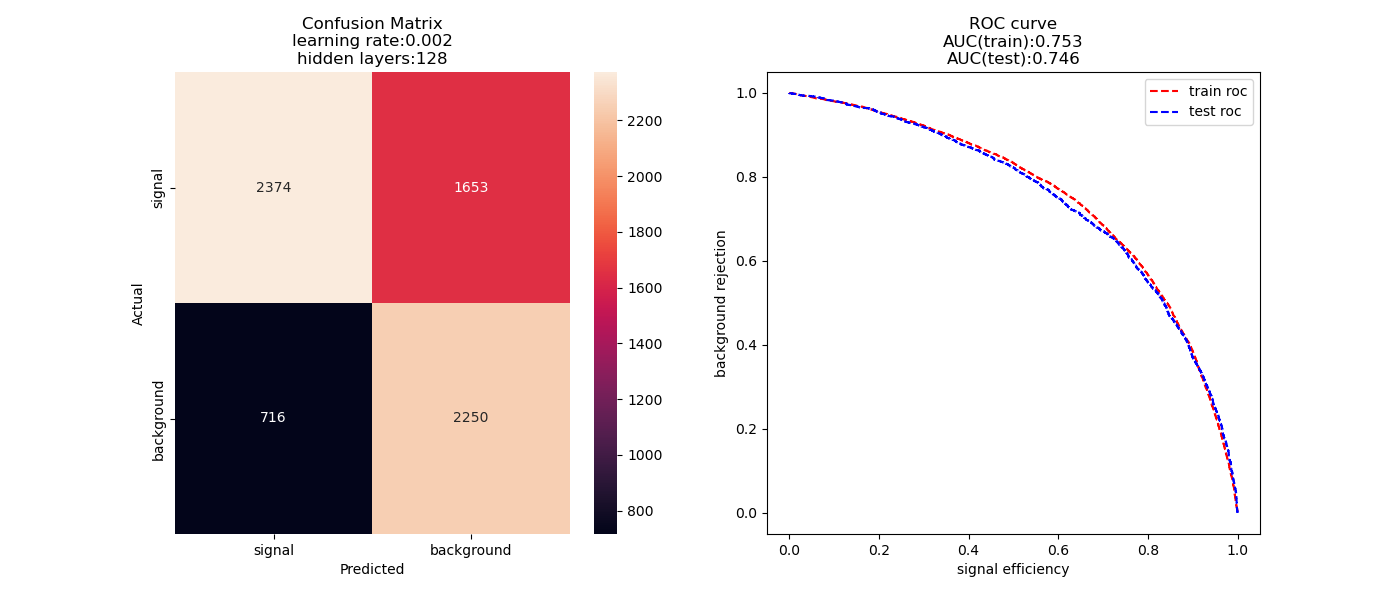 Confusion Matrix
learning rate:0.002
hidden layers:128
signal
background
Actual
2374
1653
716
2250
signal
background
Predicted
2200
2000
1800
1600
1400
1200
1000
800
ROC curve
AUC(train):0.753
AUC(test):0.746
train roc
test roc
background rejection
1.0
0.8
0.6
0.4
0.2
0.0
0.0
0.2
0.4
0.6
0.8
1.0
signal efficiency